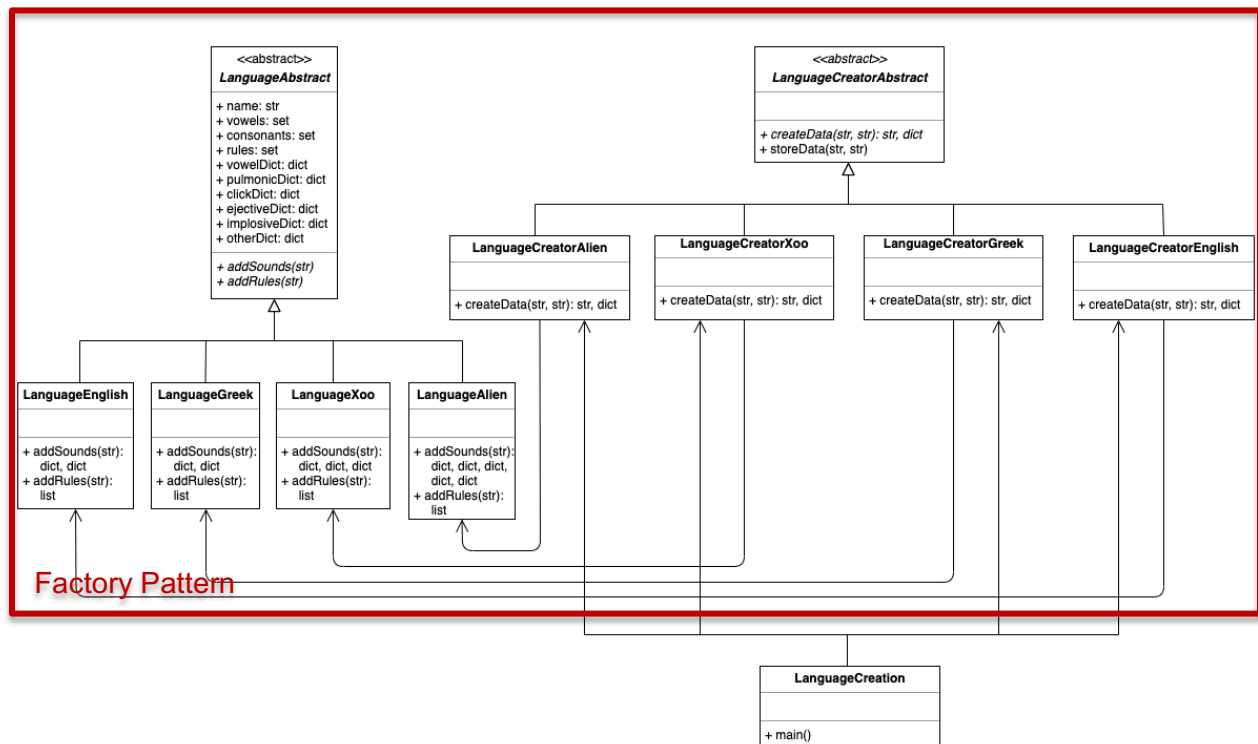 <<abstract>>
LanguageAbstract
+ name: str
+ vowels: set
+ consonants: set
+ rules: set
+ vowelDict: dict
+ pulmonicDict: dict
+ clickDict: dict
+ ejectiveDict: dict
+ implosiveDict: dict
+ otherDict: dict
+ addSounds(str)
+ addRules(str)
<<abstract>>
LanguageCreatorAbstract
+ createData(str, str): str, dict
+ storeData(str, str)
LanguageCreatorAlien
+ createData(str, str): str, dict
LanguageCreatorXoo
+ createData(str, str): str, dict
LanguageCreatorGreek
+ createData(str, str): str, dict
LanguageCreatorEnglish
+ createData(str, str): str, dict
LanguageEnglish
+ addSounds(str):
dict, dict
+ addRules(str):
list
LanguageGreek
+ addSounds(str):
dict, dict
+ addRules(str):
list
LanguageXoo
+ addSounds(str):
dict, dict, dict
+ addRules(str):
list
LanguageAlien
+ addSounds(str):
dict, dict, dict,
dict, dict
+ addRules(str):
list
Factory Pattern
LanguageCreation
+ main()